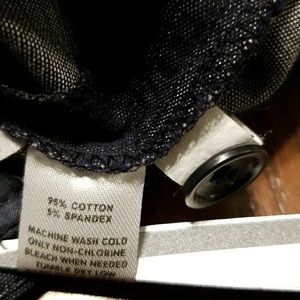 95% COTTON
5% SPANDEX
MACHINE WASH COLD
ONLY NON-CHLORINE
BLEACH WHEN NEEDED
TUMBLE DRY LOW